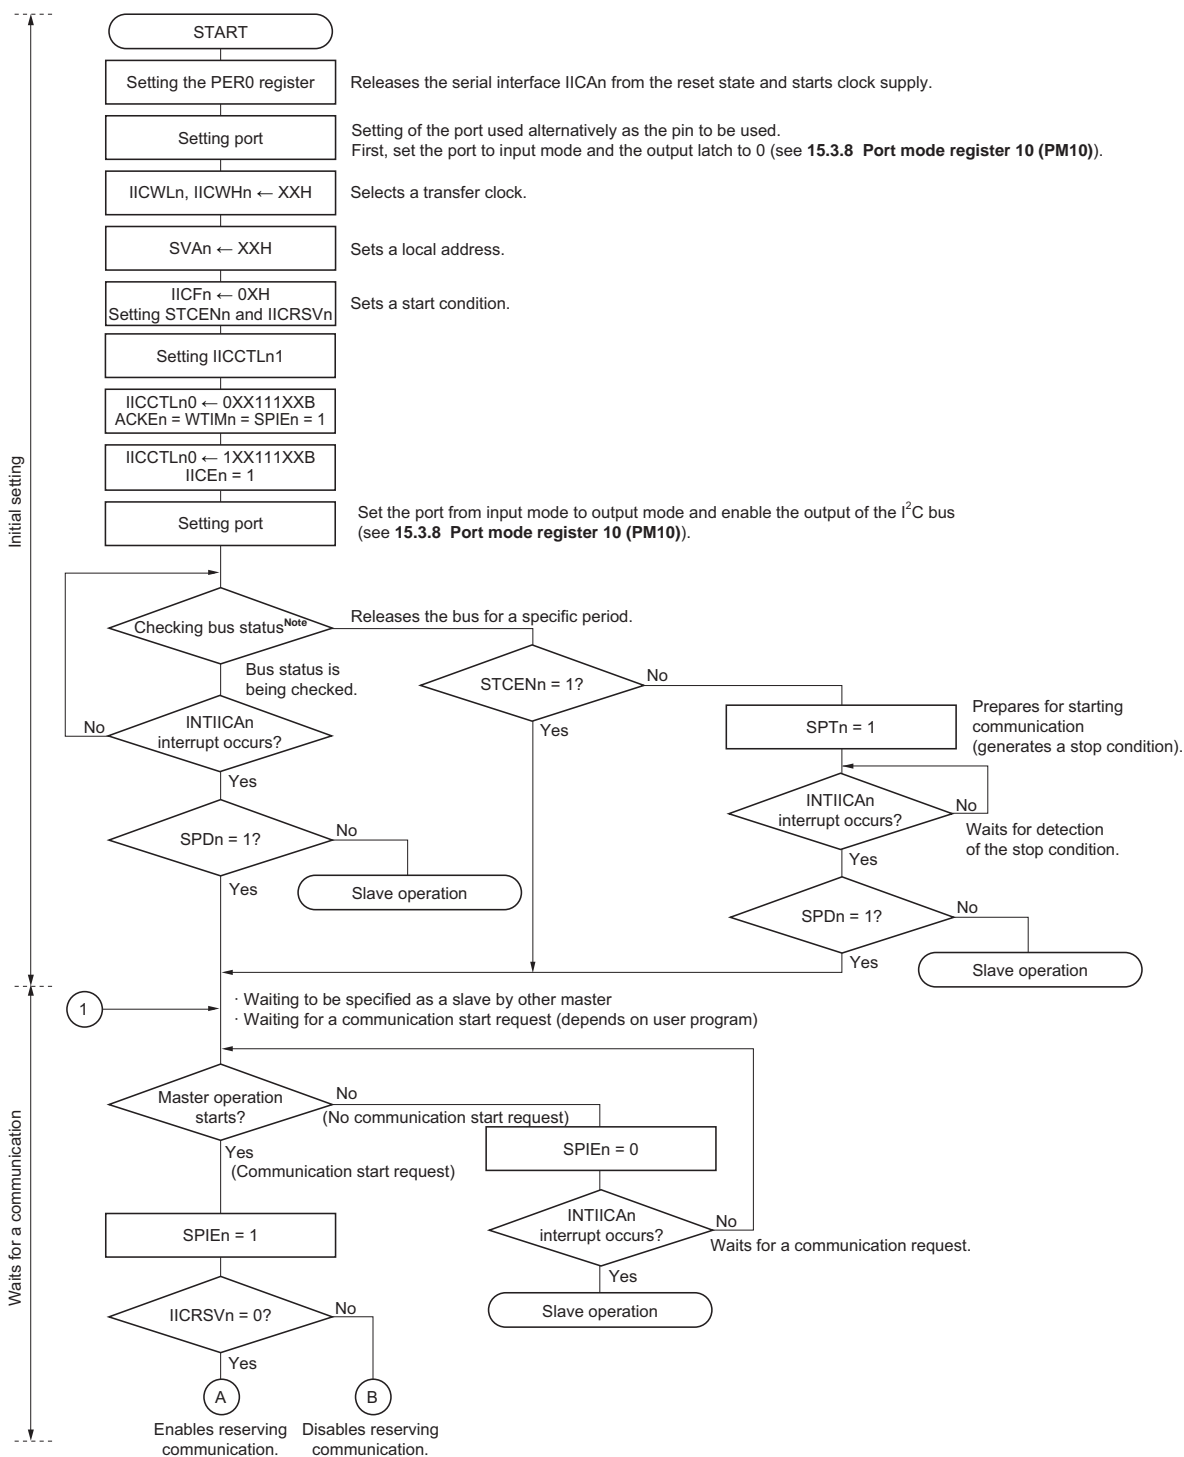 START
Setting the PER0 register
Releases the serial interface IICAn from the reset state and starts clock supply.
Setting port
Setting of the port used alternatively as the pin to be used.
First, set the port to input mode and the output latch to 0 (see 15.3.8 Port mode register 10 (PM10)).
IICWLn, IICWHn ← XXH
Selects a transfer clock.
SVAn ← XXH
Sets a local address.
IICFn ← 0XH
Setting STCENn and IICRSVn
Sets a start condition.
Setting IICCTLn1
IICCTLn0 ← 0XX111XXB
ACKEn = WTIMn = SPIEn = 1
IICCTLn0 ← 1XX111XXB
IICEn = 1
Setting port
Set the port from input mode to output mode and enable the output of the I2C bus
(see 15.3.8 Port mode register 10 (PM10)).
Initial setting
Checking bus statusNote
Releases the bus for a specific period.
Bus status is
being checked.
STCENn = 1?
No
Yes
INTIICAn
interrupt occurs?
No
Yes
SPTn = 1
Prepares for starting
communication
(generates a stop condition).
INTIICAn
interrupt occurs?
No
Waits for detection
of the stop condition.
Yes
SPDn = 1?
No
Yes
Slave operation
SPDn = 1?
No
Yes
Slave operation
1
· Waiting to be specified as a slave by other master
· Waiting for a communication start request (depends on user program)
Waits for a communication
Master operation
starts?
No
(No communication start request)
Yes
(Communication start request)
SPIEn = 0
INTIICAn
interrupt occurs?
No
Waits for a communication request.
Yes
Slave operation
SPIEn = 1
IICRSVn = 0?
No
Yes
A
B
Enables reserving
communication.
Disables reserving
communication.